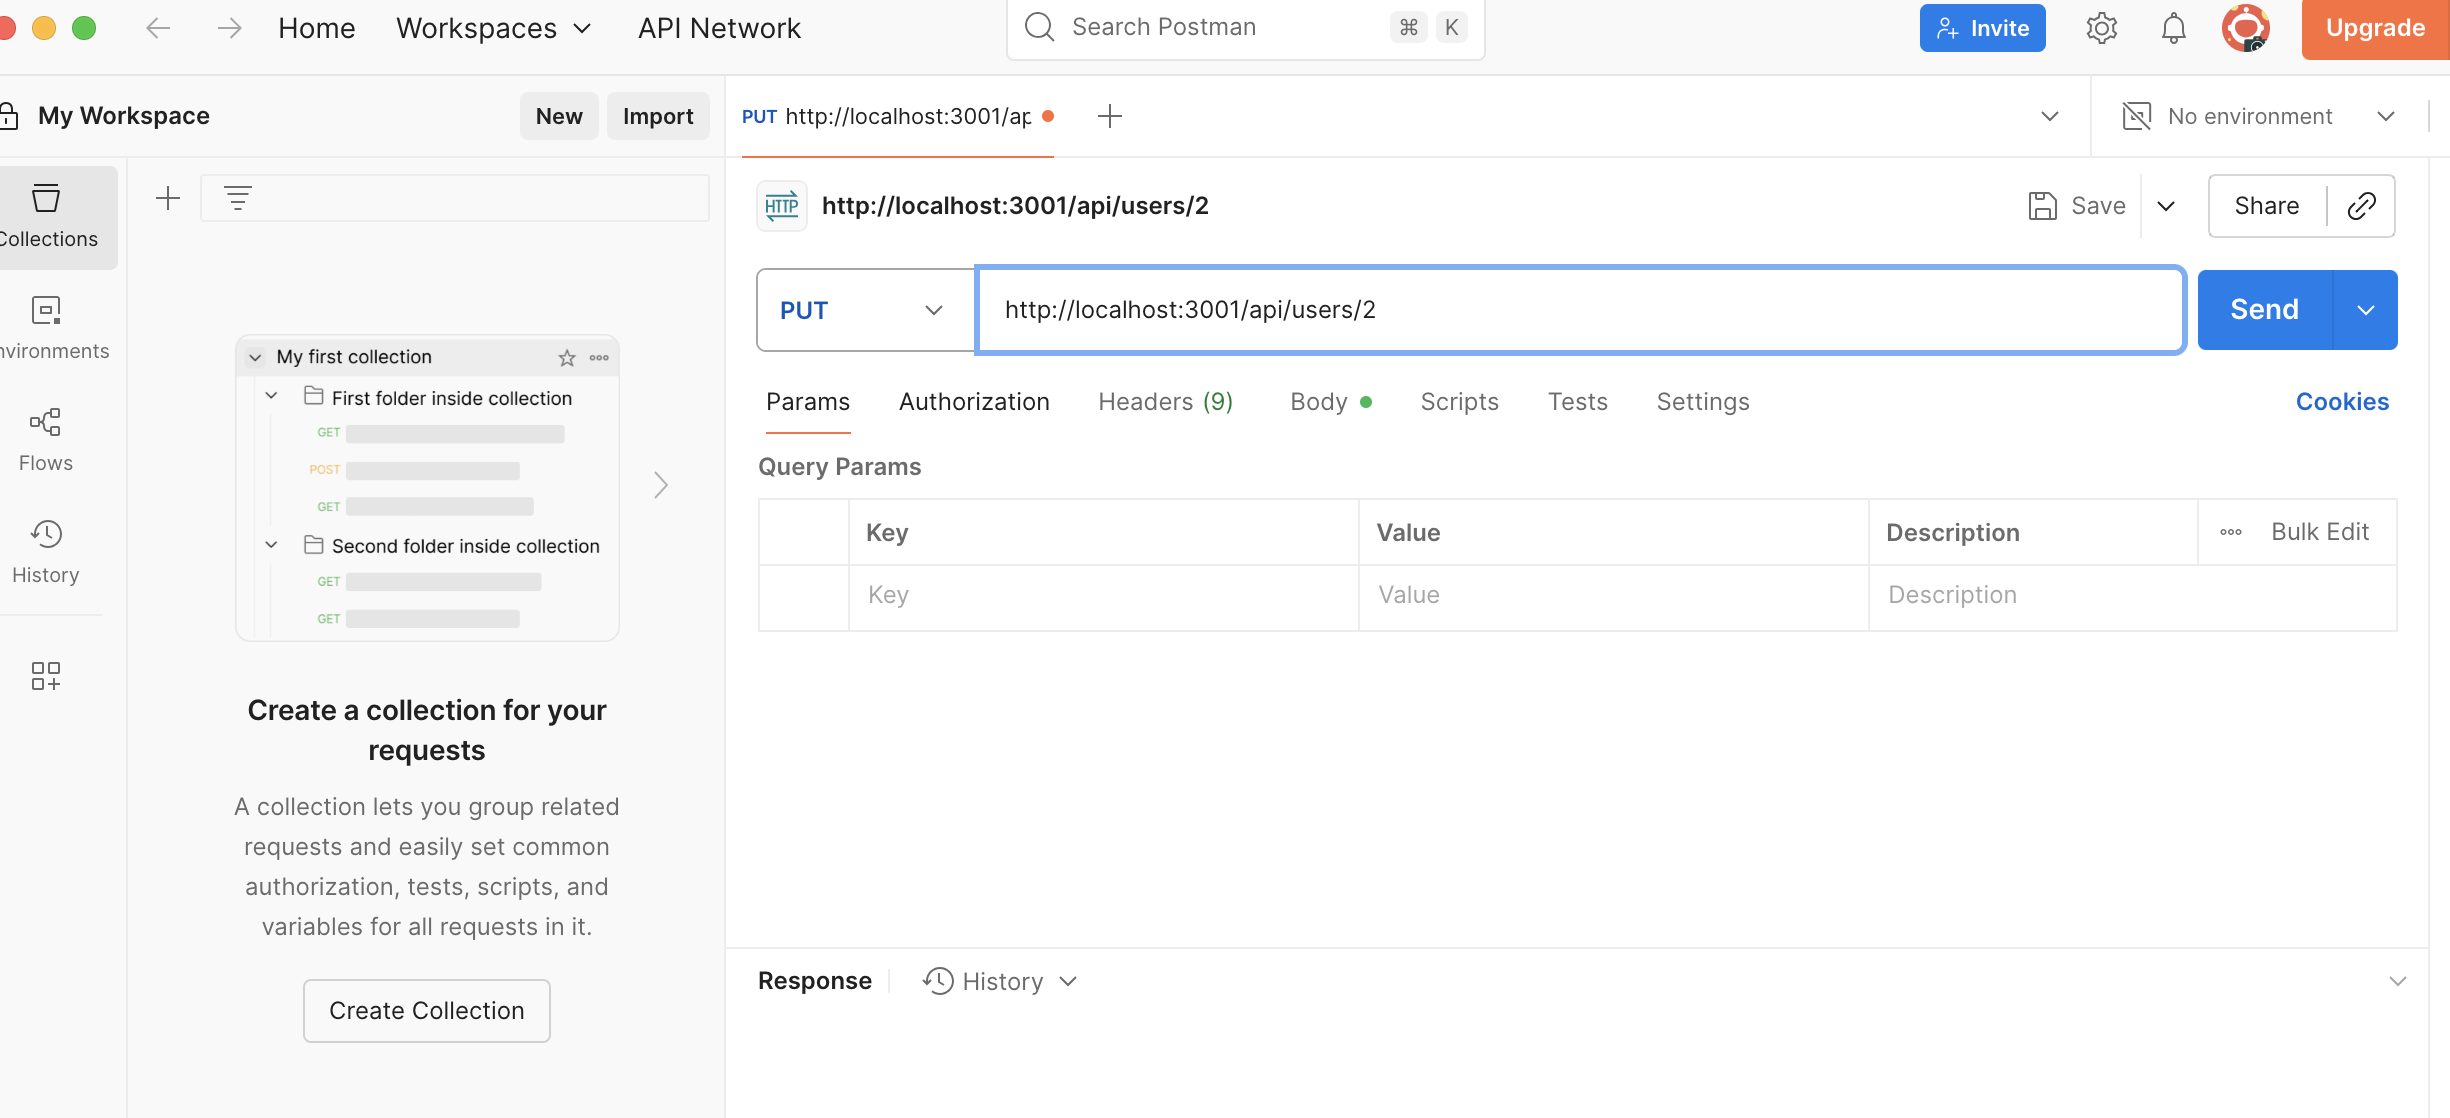 Home
Workspaces
API Network
Search Postman
⌘ K
Invite
Upgrade
My Workspace
New
Import
PUT http://localhost:3001/ap
No environment
Collections
nvironments
Flows
History
My first collection
First folder inside collection
GET
POST
GET
Second folder inside collection
GET
GET
Create a collection for your
requests
A collection lets you group related
requests and easily set common
authorization, tests, scripts, and
variables for all requests in it.
Create Collection
HTTP
http://localhost:3001/api/users/2
Save
Share
PUT
http://localhost:3001/api/users/2
Send
Params
Authorization
Headers (9)
Body
Scripts
Tests
Settings
Cookies
Query Params
Key
Value
Description
Bulk Edit
Key
Value
Description
Response
History